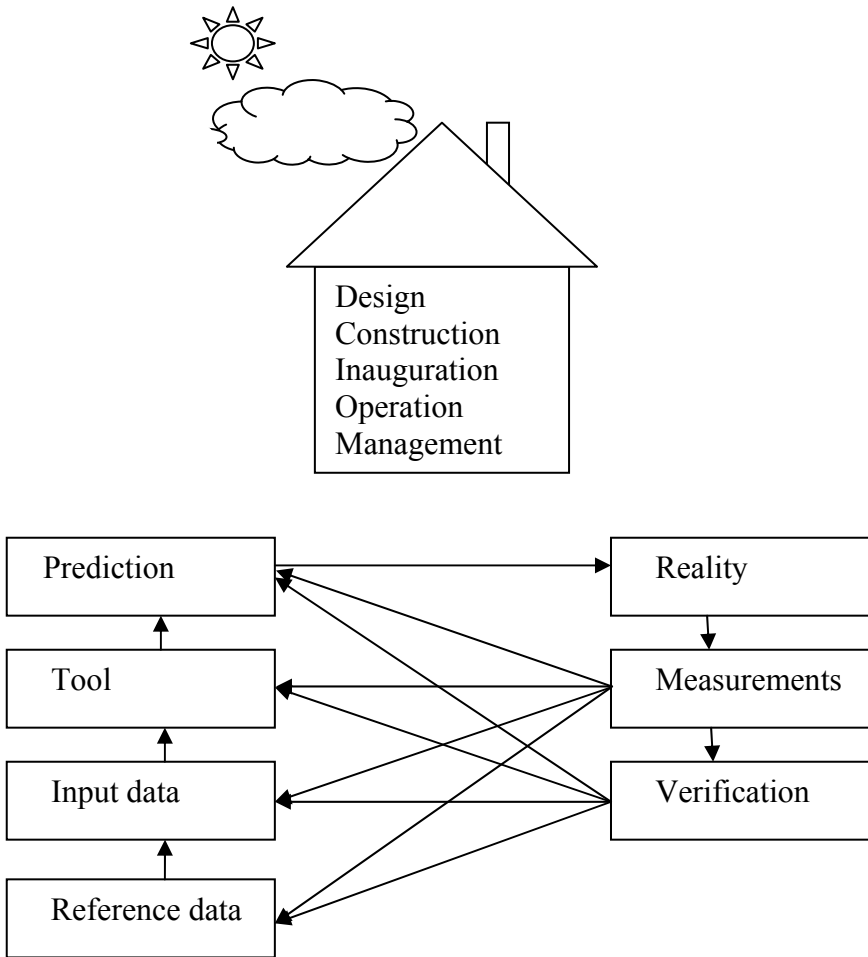 Design
Construction
Inauguration
Operation
Management
Prediction
Reality
Tool
Measurements
Input data
Verification
Reference data